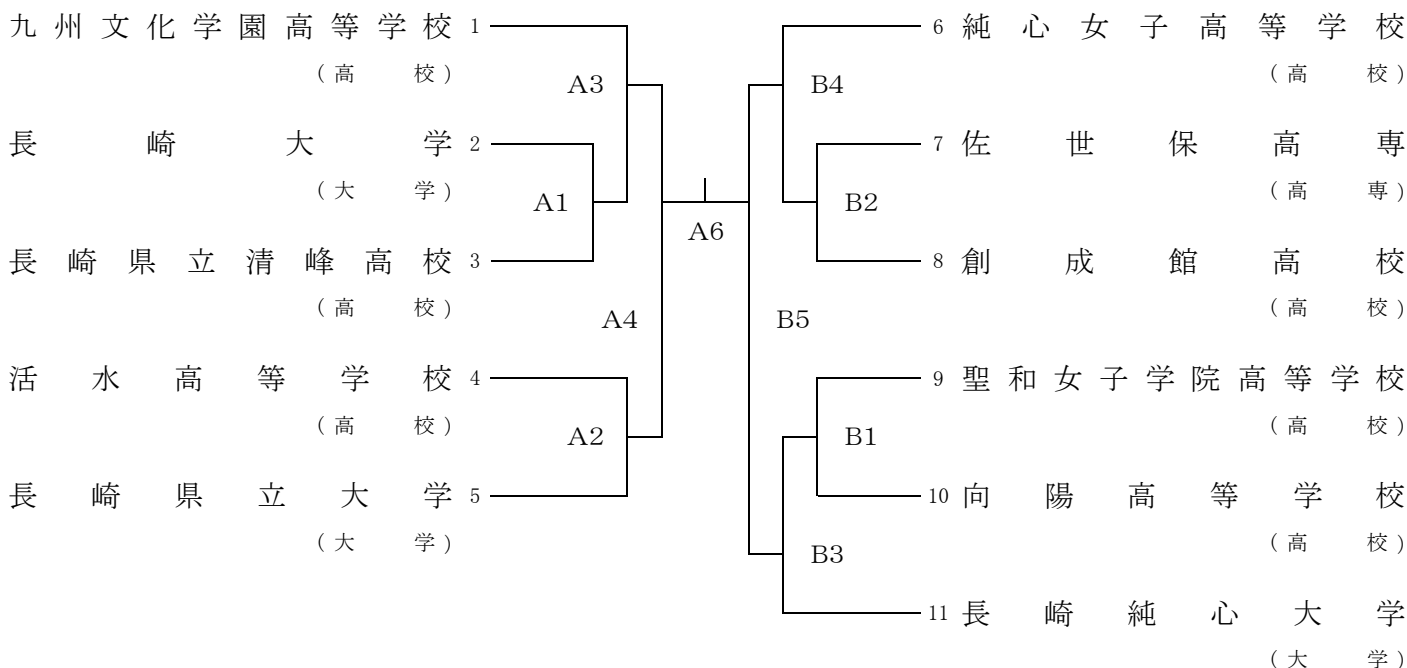 九州文化学園高等学校 1
(高校)
長崎大学 2
(大学)
長崎県立清峰高校 3
(高校)
活水高等学校 4
(高校)
長崎県立大学 5
(大学)
A3
A1
A4
A2
A6
B4
B2
B5
B1
B3
6 純心女子高等学校
(高校)
7 佐世保高専
(高専)
8 創成館高校
(高校)
9 聖和女子学院高等学校
(高校)
10 向陽高等学校
(高校)
11 長崎純心大学
(大学)